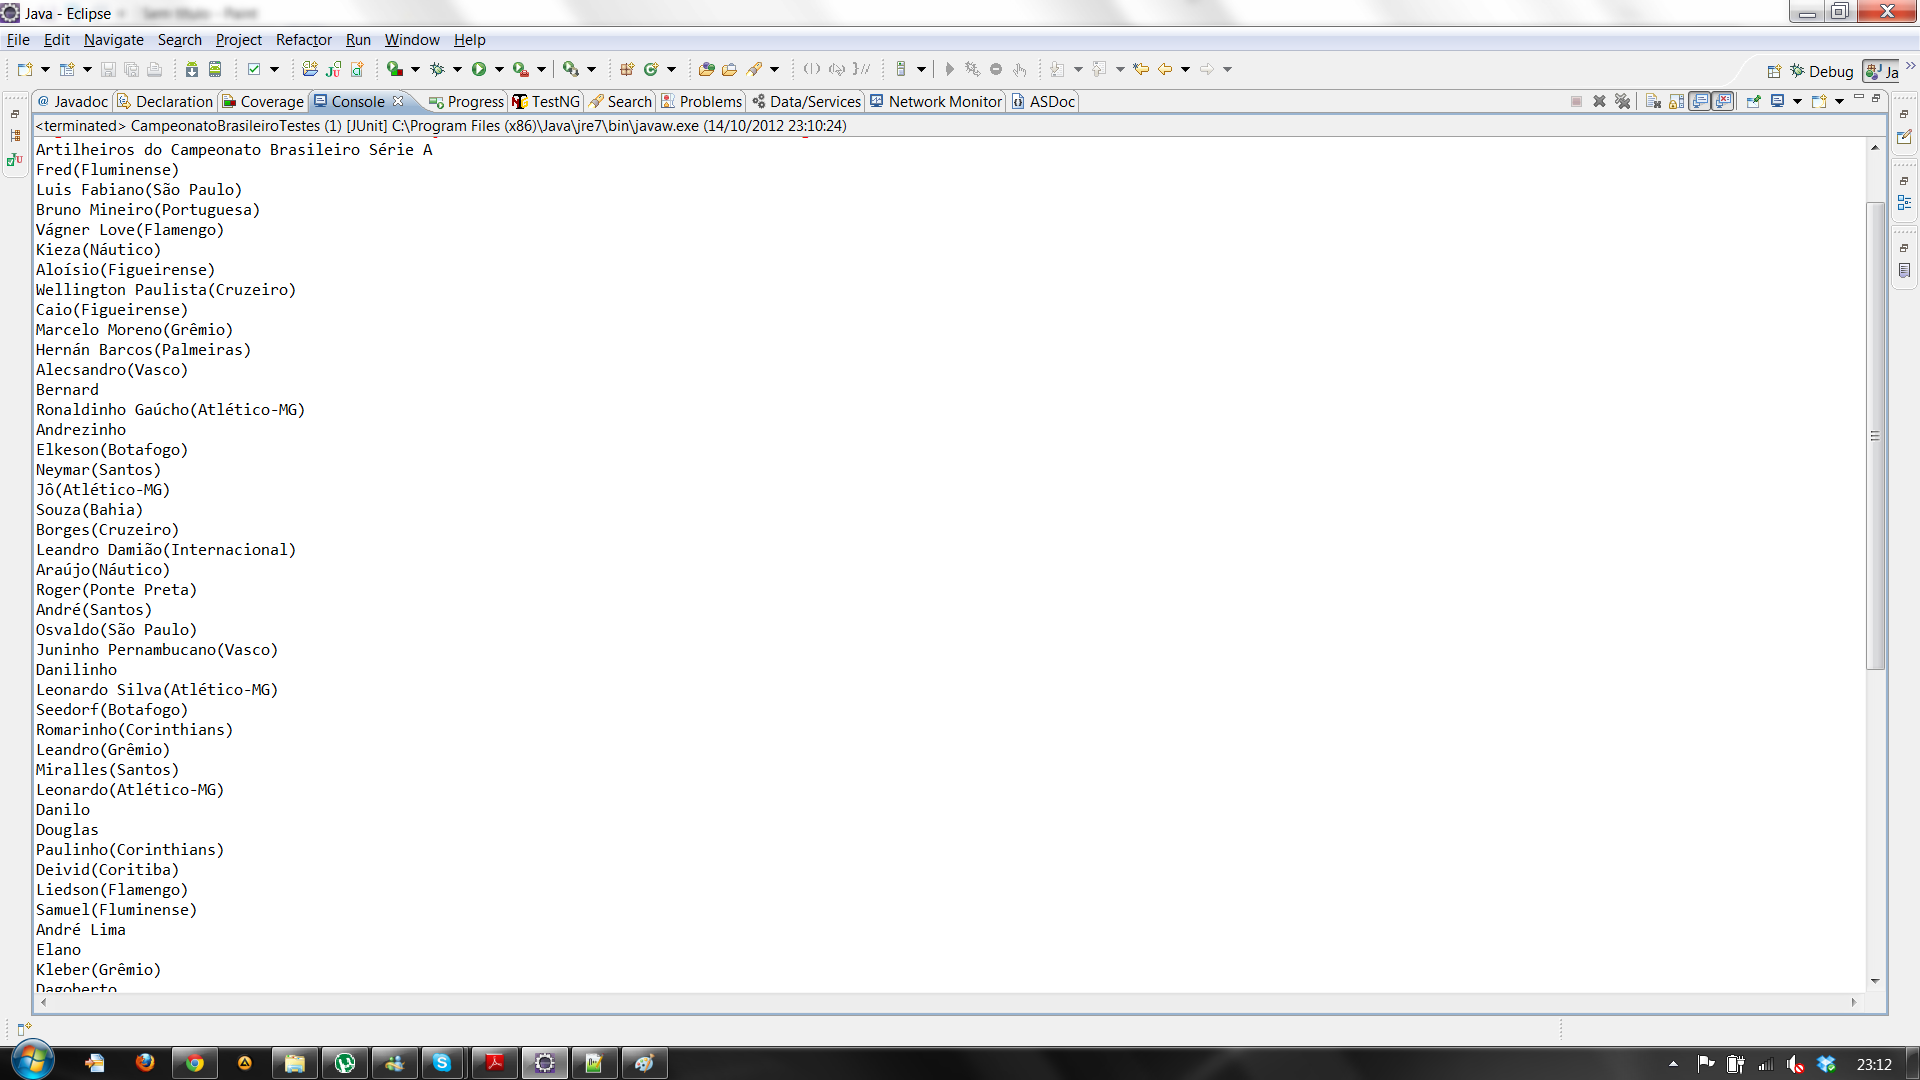 Java - Eclipse
File Edit Navigate Search Project Refactor Run Window Help
Debug Ja
@ Javadoc Declaration Coverage Console Progress TestNG Search Problems Data/Services Network Monitor ASDoc
<terminated> CampeonatoBrasileiroTestes (1) [JUnit] C:\Program Files (x86)\Java\jre7\bin\javaw.exe (14/10/2012 23:10:24)
Artilheiros do Campeonato Brasileiro Série A
Fred(Fluminense)
Luis Fabiano(São Paulo)
Bruno Mineiro(Portuguesa)
Vágner Love(Flamengo)
Kieza(Náutico)
Aloísio(Figueirense)
Wellington Paulista(Cruzeiro)
Caio(Figueirense)
Marcelo Moreno(Grêmio)
Hernán Barcos(Palmeiras)
Alecsandro(Vasco)
Bernard
Ronaldinho Gaúcho(Atlético-MG)
Andrezinho
Elkeson(Botafogo)
Neymar(Santos)
Jô(Atlético-MG)
Souza(Bahia)
Borges(Cruzeiro)
Leandro Damião(Internacional)
Araújo(Náutico)
Roger(Ponte Preta)
André(Santos)
Osvaldo(São Paulo)
Juninho Pernambucano(Vasco)
Danilinho
Leonardo Silva(Atlético-MG)
Seedorf(Botafogo)
Romarinho(Corinthians)
Leandro(Grêmio)
Miralles(Santos)
Leonardo(Atlético-MG)
Danilo
Douglas
Paulinho(Corinthians)
Deivid(Coritiba)
Liedson(Flamengo)
Samuel(Fluminense)
André Lima
Elano
Kleber(Grêmio)
Dagoberto
23:12